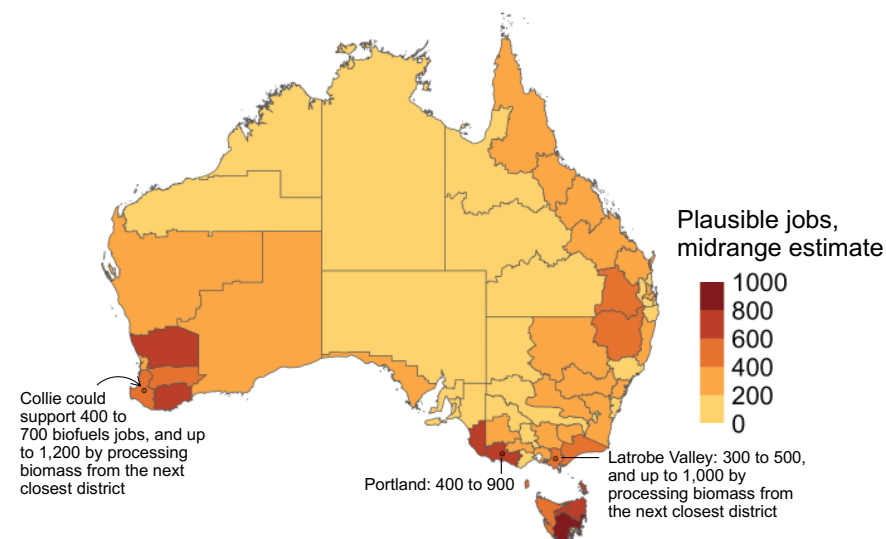 Plausible jobs,
midrange estimate
1000
800
600
400
200
0
Collie could
support 400 to
700 biofuels jobs, and up
to 1,200 by processing
biomass from the next
closest district
Portland: 400 to 900
Latrobe Valley: 300 to 500,
and up to 1,000 by
processing biomass from
the next closest district